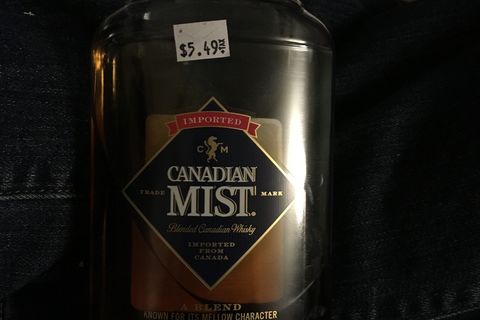 $5.49 +TAX
IMPORTED
C M
CANADIAN
TRADE MIST MARK
Blended Canadian Whisky
IMPORTED
FROM
CANADA
A BLEND
KNOWN FOR ITS MELLOW CHARACTER